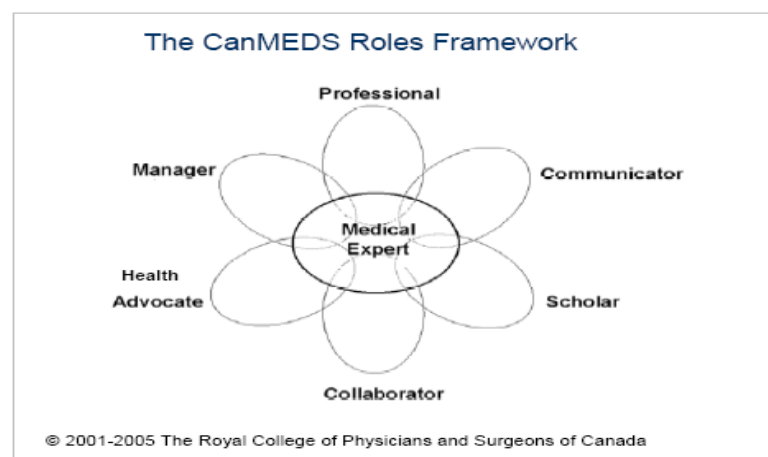 The CanMEDS Roles Framework
Professional
Manager
Communicator
Medical
Expert
Health
Advocate
Scholar
Collaborator
© 2001-2005 The Royal College of Physicians and Surgeons of Canada